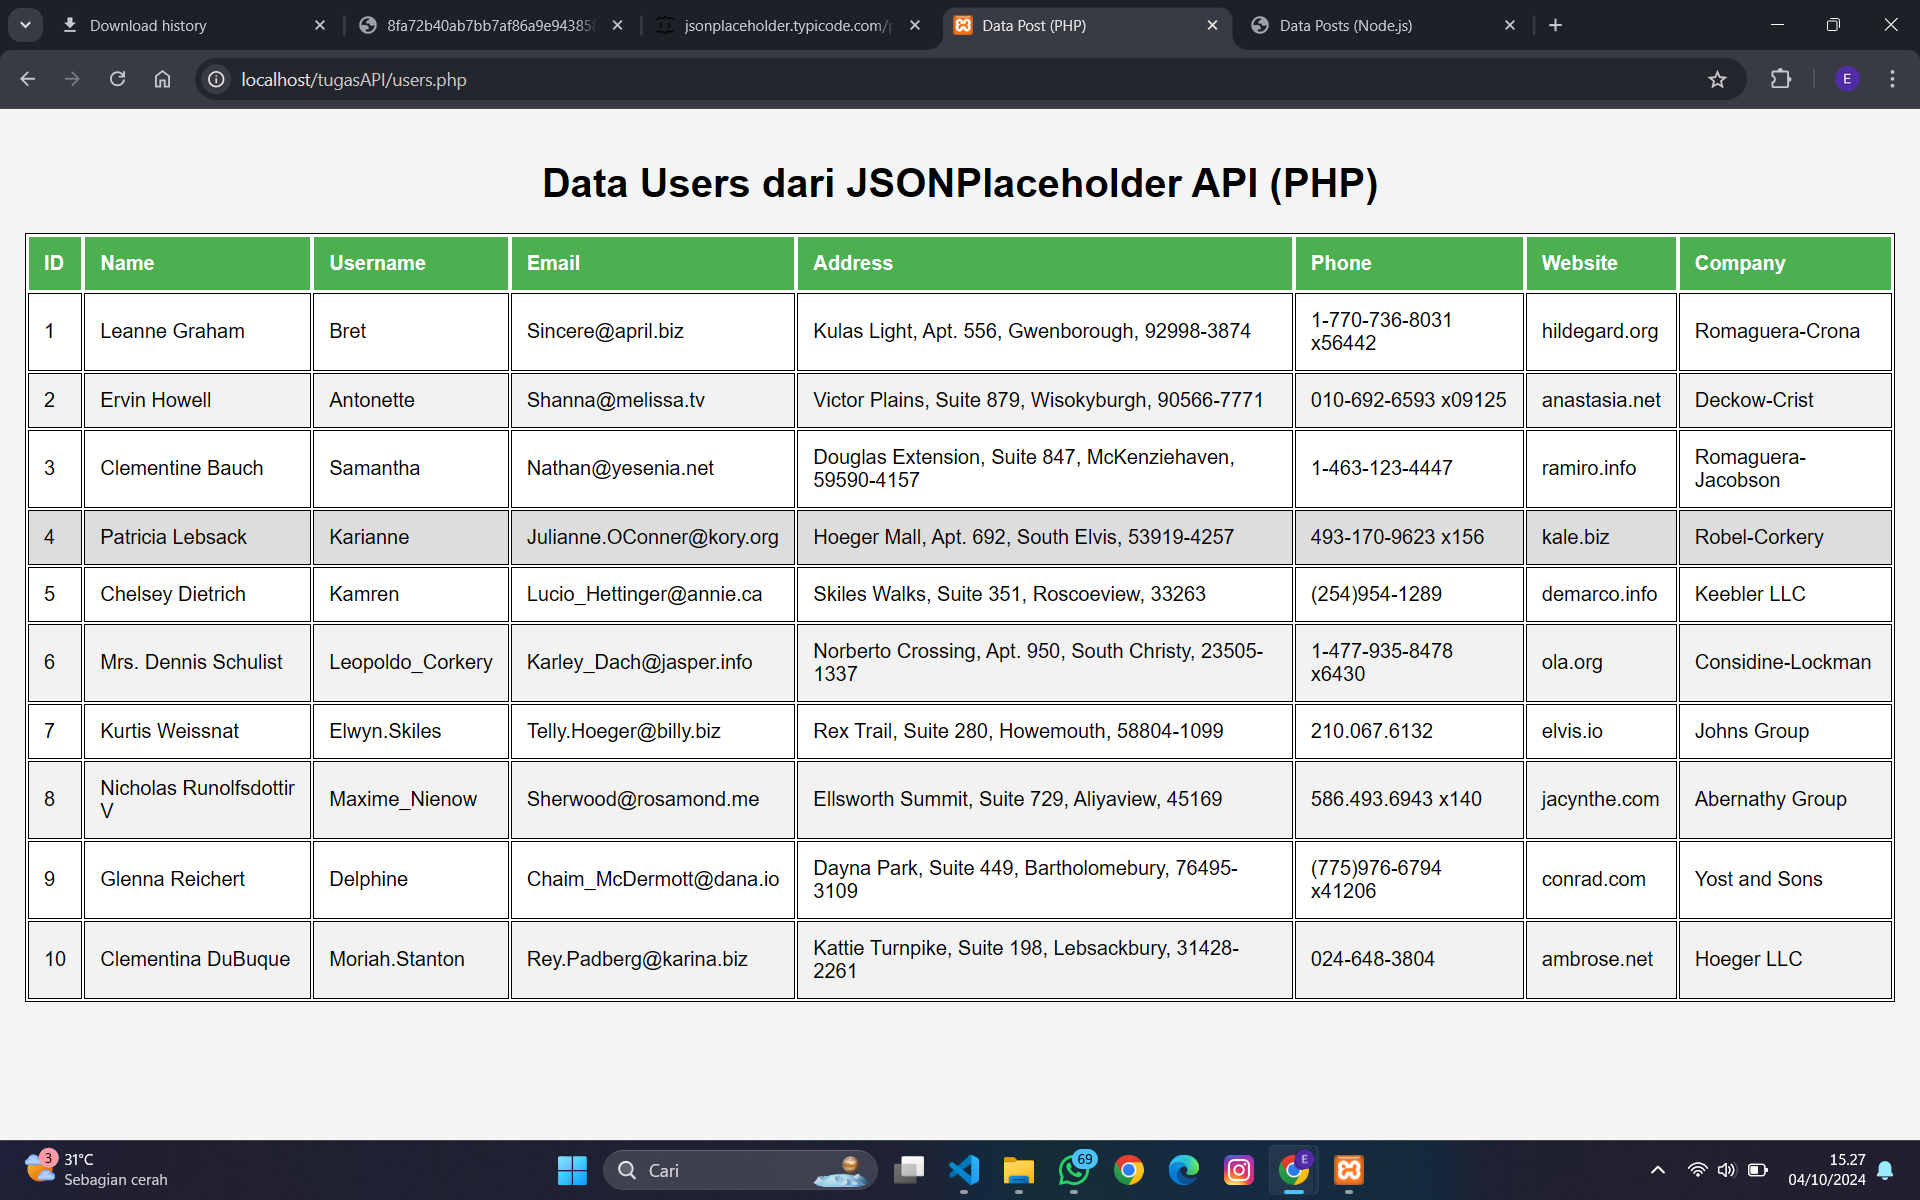 Download history
8fa72b40ab7bb7af86a9e94385
jsonplaceholder.typicode.com/
Data Post (PHP)
Data Posts (Node.js)
localhost/tugasAPI/users.php
E
Data Users dari JSONPlaceholder API (PHP)
ID Name Username Email Address Phone Website Company
1 Leanne Graham Bret Sincere@april.biz Kulas Light, Apt. 556, Gwenborough, 92998-3874 1-770-736-8031
x56442 hildegard.org Romaguera-Crona
2 Ervin Howell Antonette Shanna@melissa.tv Victor Plains, Suite 879, Wisokyburgh, 90566-7771 010-692-6593 x09125 anastasia.net Deckow-Crist
3 Clementine Bauch Samantha Nathan@yesenia.net Douglas Extension, Suite 847, McKenziehaven,
59590-4157 1-463-123-4447 ramiro.info Romaguera-
Jacobson
4 Patricia Lebsack Karianne Julianne.OConner@kory.org Hoeger Mall, Apt. 692, South Elvis, 53919-4257 493-170-9623 x156 kale.biz Robel-Corkery
5 Chelsey Dietrich Kamren Lucio_Hettinger@annie.ca Skiles Walks, Suite 351, Roscoeview, 33263 (254)954-1289 demarco.info Keebler LLC
6 Mrs. Dennis Schulist Leopoldo_Corkery Karley_Dach@jasper.info Norberto Crossing, Apt. 950, South Christy, 23505-
1337 1-477-935-8478
x6430 ola.org Considine-Lockman
7 Kurtis Weissnat Elwyn.Skiles Telly.Hoeger@billy.biz Rex Trail, Suite 280, Howemouth, 58804-1099 210.067.6132 elvis.io Johns Group
8 Nicholas Runolfsdottir
V Maxime_Nienow Sherwood@rosamond.me Ellsworth Summit, Suite 729, Aliyaview, 45169 586.493.6943 x140 jacynthe.com Abernathy Group
9 Glenna Reichert Delphine Chaim_McDermott@dana.io Dayna Park, Suite 449, Bartholomebury, 76495-
3109 (775)976-6794
x41206 conrad.com Yost and Sons
10 Clementina DuBuque Moriah.Stanton Rey.Padberg@karina.biz Kattie Turnpike, Suite 198, Lebsackbury, 31428-
2261 024-648-3804 ambrose.net Hoeger LLC
3
31°C
Sebagian cerah
Cari
69
E
15.27
04/10/2024